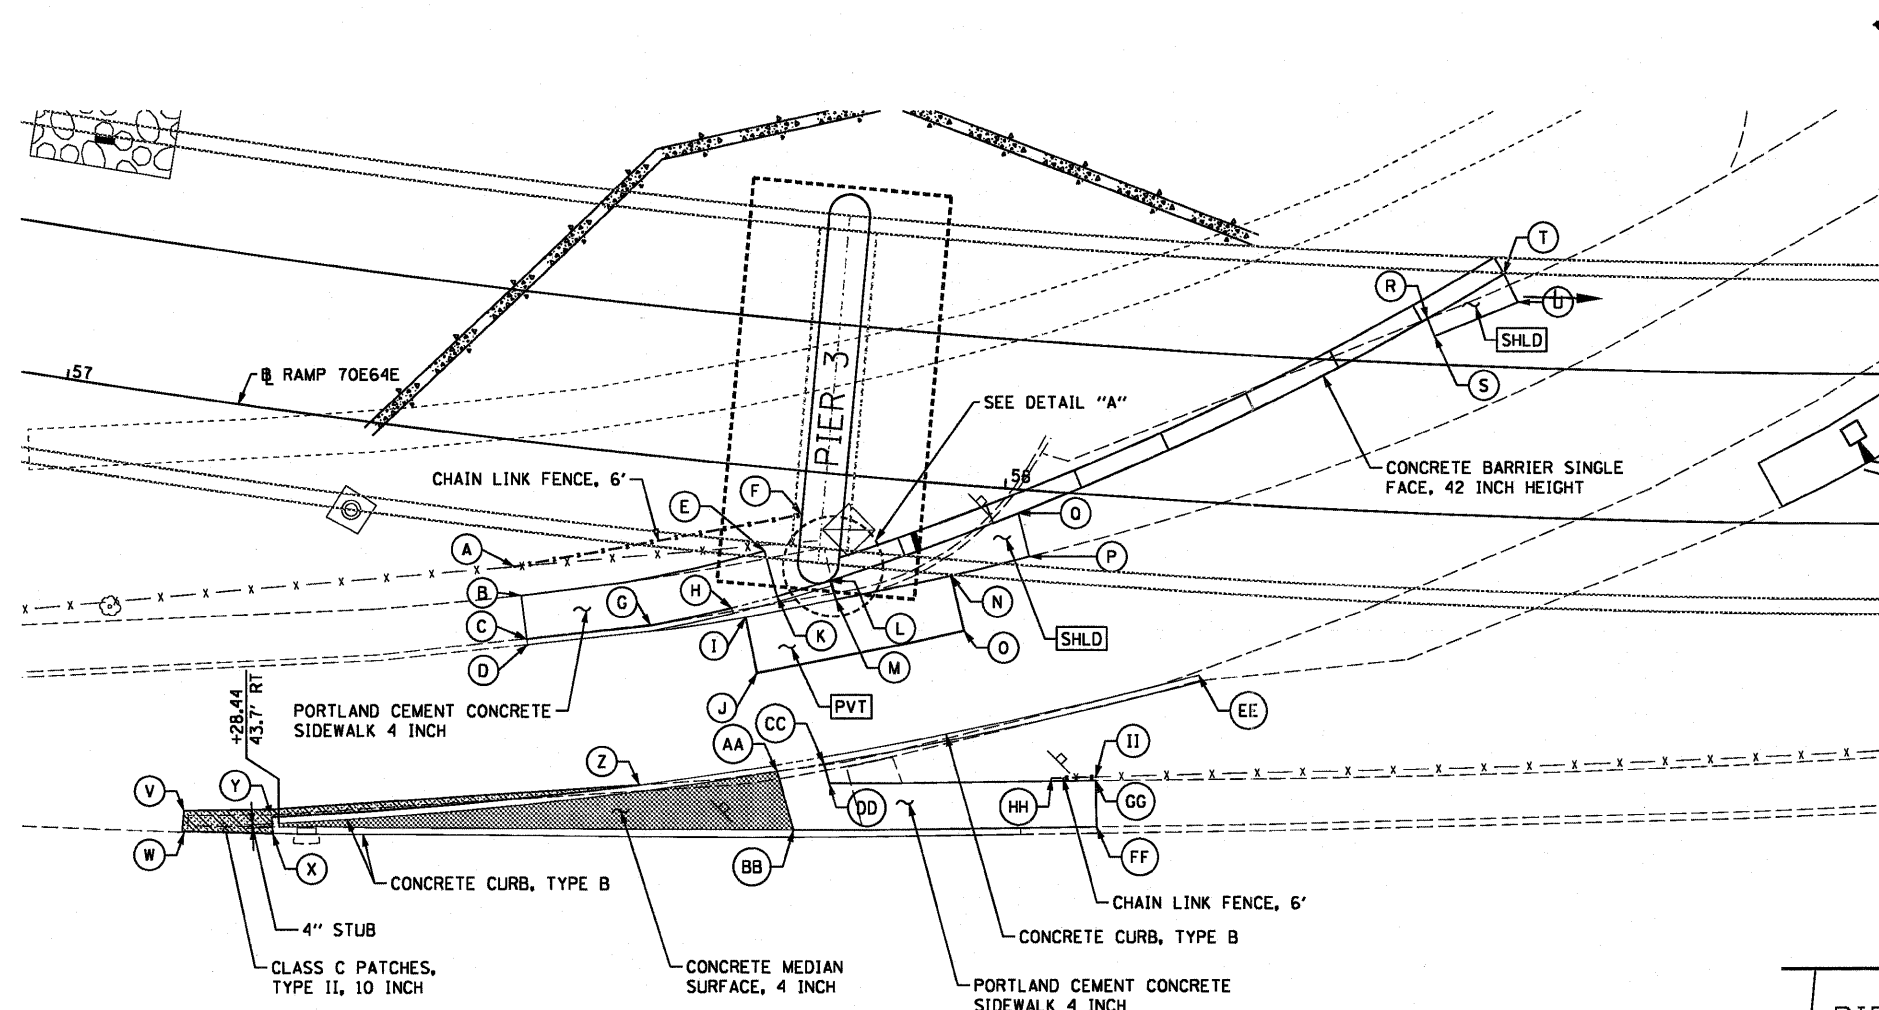 T
R
U
SHLD
57
℄ RAMP 70E64E
S
SEE DETAIL "A"
PIER 3
CHAIN LINK FENCE, 6'
58
CONCRETE BARRIER SINGLE
FACE, 42 INCH HEIGHT
F
E
Q
A
P
B
H
G
N
C
K
L
SHLD
I
O
D
M
+28.44
43.7' RT
PORTLAND CEMENT CONCRETE
SIDEWALK 4 INCH
J
PVT
EE
CC
AA
II
Z
V
Y
DD
HH
GG
W
X
BB
FF
CONCRETE CURB, TYPE B
CHAIN LINK FENCE, 6'
4" STUB
CONCRETE CURB, TYPE B
CLASS C PATCHES,
TYPE II, 10 INCH
CONCRETE MEDIAN
SURFACE, 4 INCH
PORTLAND CEMENT CONCRETE
SIDEWALK 4 INCH